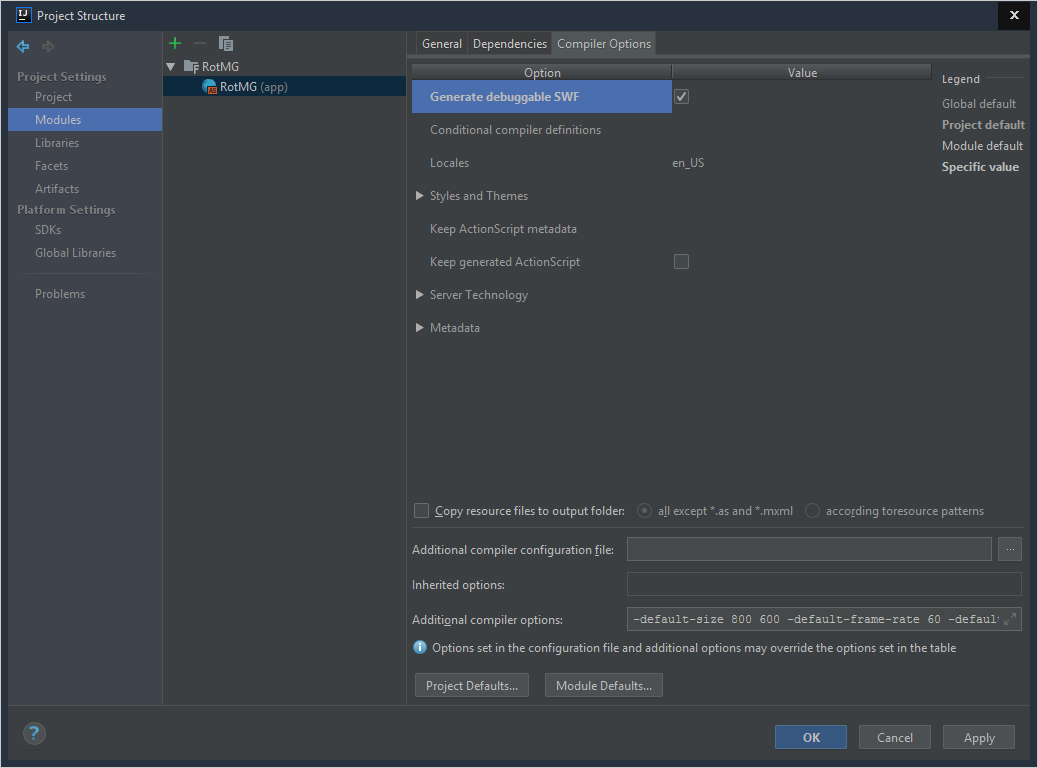 Project Structure
Project Settings
Project
Modules
Libraries
Facets
Artifacts
Platform Settings
SDKs
Global Libraries
Problems
RotMG
RotMG (app)
General Dependencies Compiler Options
Option Value
Generate debuggable SWF
Conditional compiler definitions
Locales en_US
Styles and Themes
Keep ActionScript metadata
Keep generated ActionScript
Server Technology
Metadata
Legend
Global default
Project default
Module default
Specific value
Copy resource files to output folder: all except *.as and *.mxml according toresource patterns
Additional compiler configuration file: ...
Inherited options:
Additional compiler options: -default-size 800 600 -default-frame-rate 60 -default
Options set in the configuration file and additional options may override the options set in the table
Project Defaults... Module Defaults...
? OK Cancel Apply